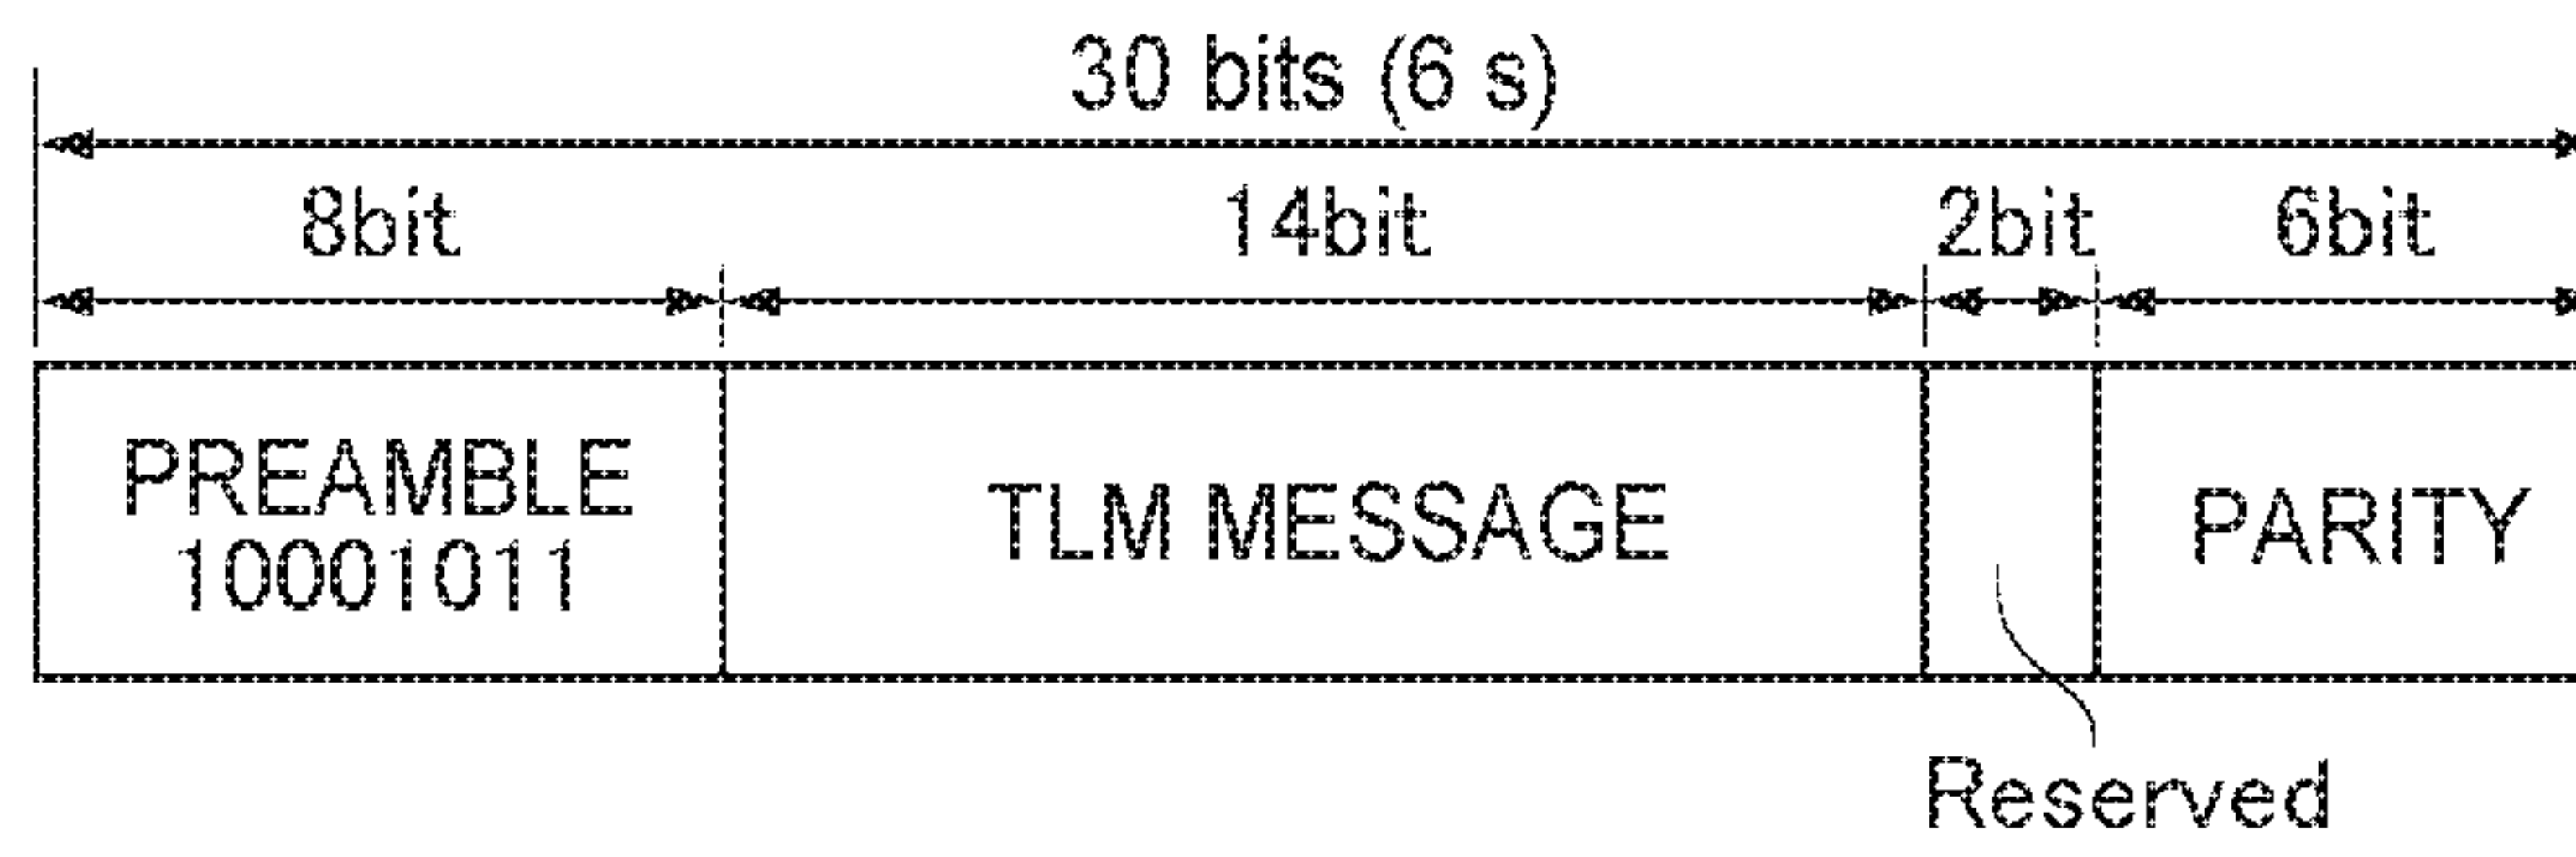 30 bits (6 s)
8bit 14bit 2bit 6bit
PREAMBLE
10001011
TLM MESSAGE
PARITY
Reserved